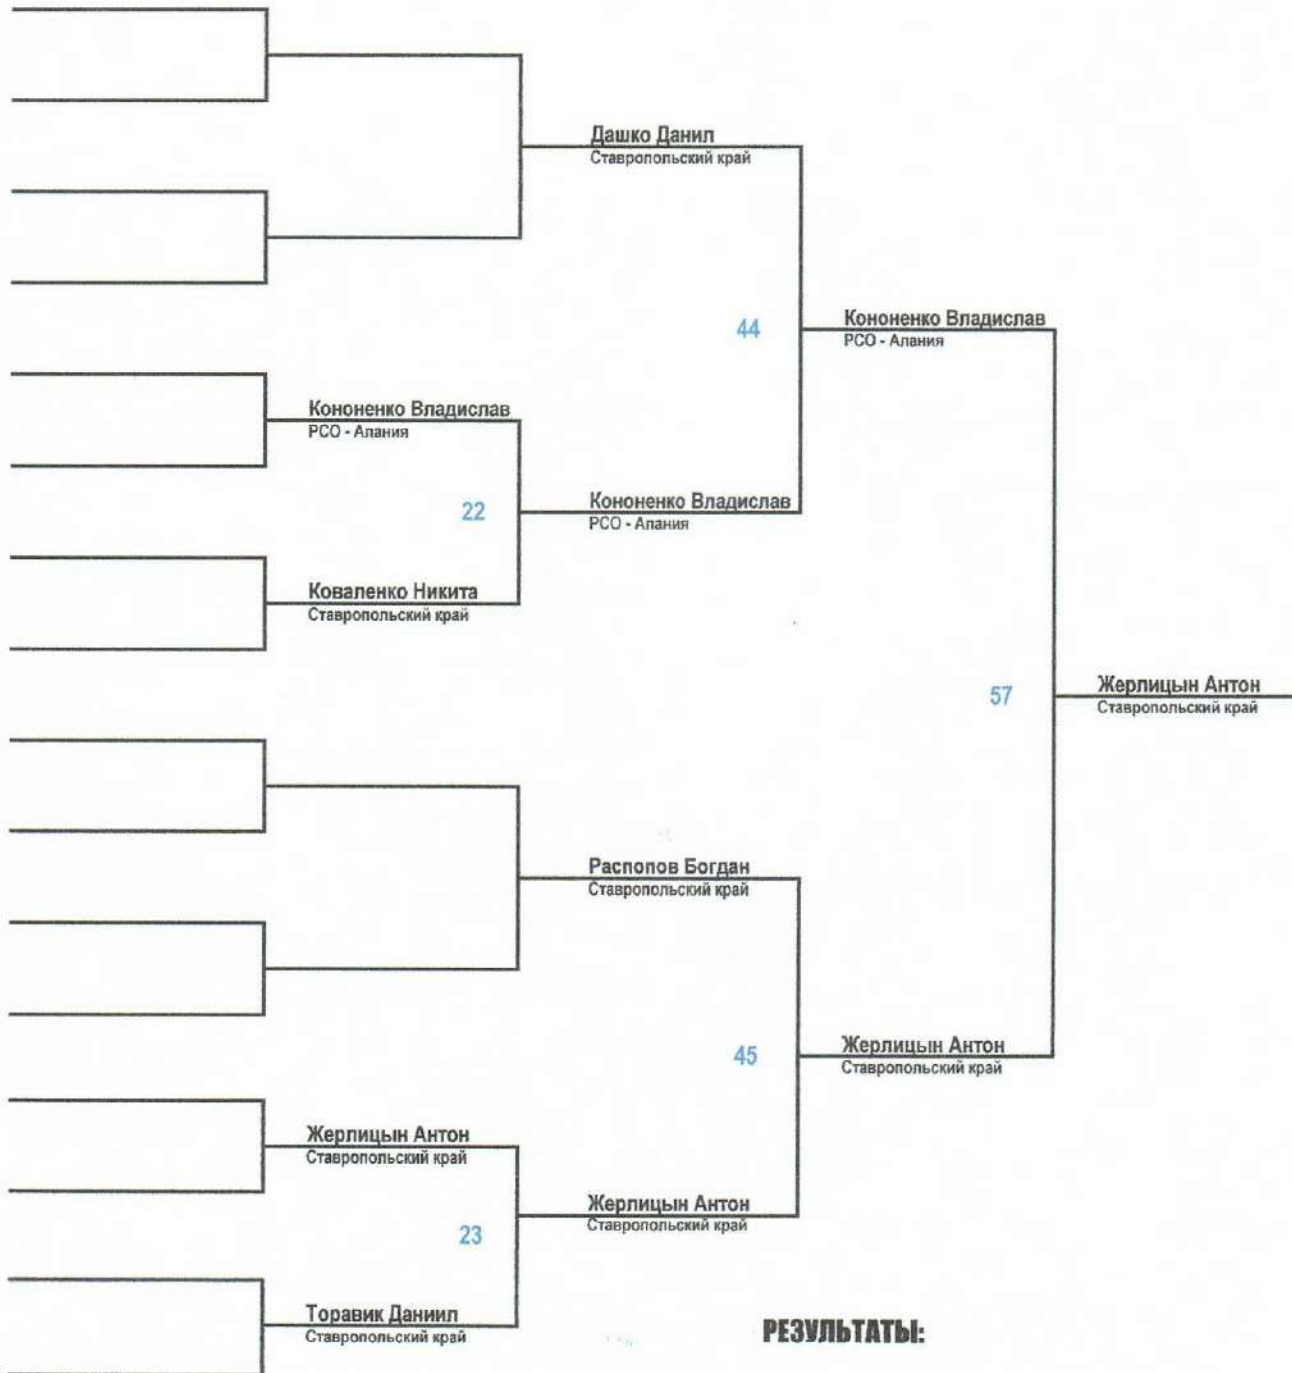 Дашко Данил
Ставропольский край
44
Кононенко Владислав
РСО - Алания
Кононенко Владислав
РСО - Алания
22
Кононенко Владислав
РСО - Алания
Коваленко Никита
Ставропольский край
57
Жерлицын Антон
Ставропольский край
Распопов Богдан
Ставропольский край
45
Жерлицын Антон
Ставропольский край
Жерлицын Антон
Ставропольский край
Жерлицын Антон
Ставропольский край
23
Торавик Даниил
Ставропольский край
РЕЗУЛЬТАТЫ: